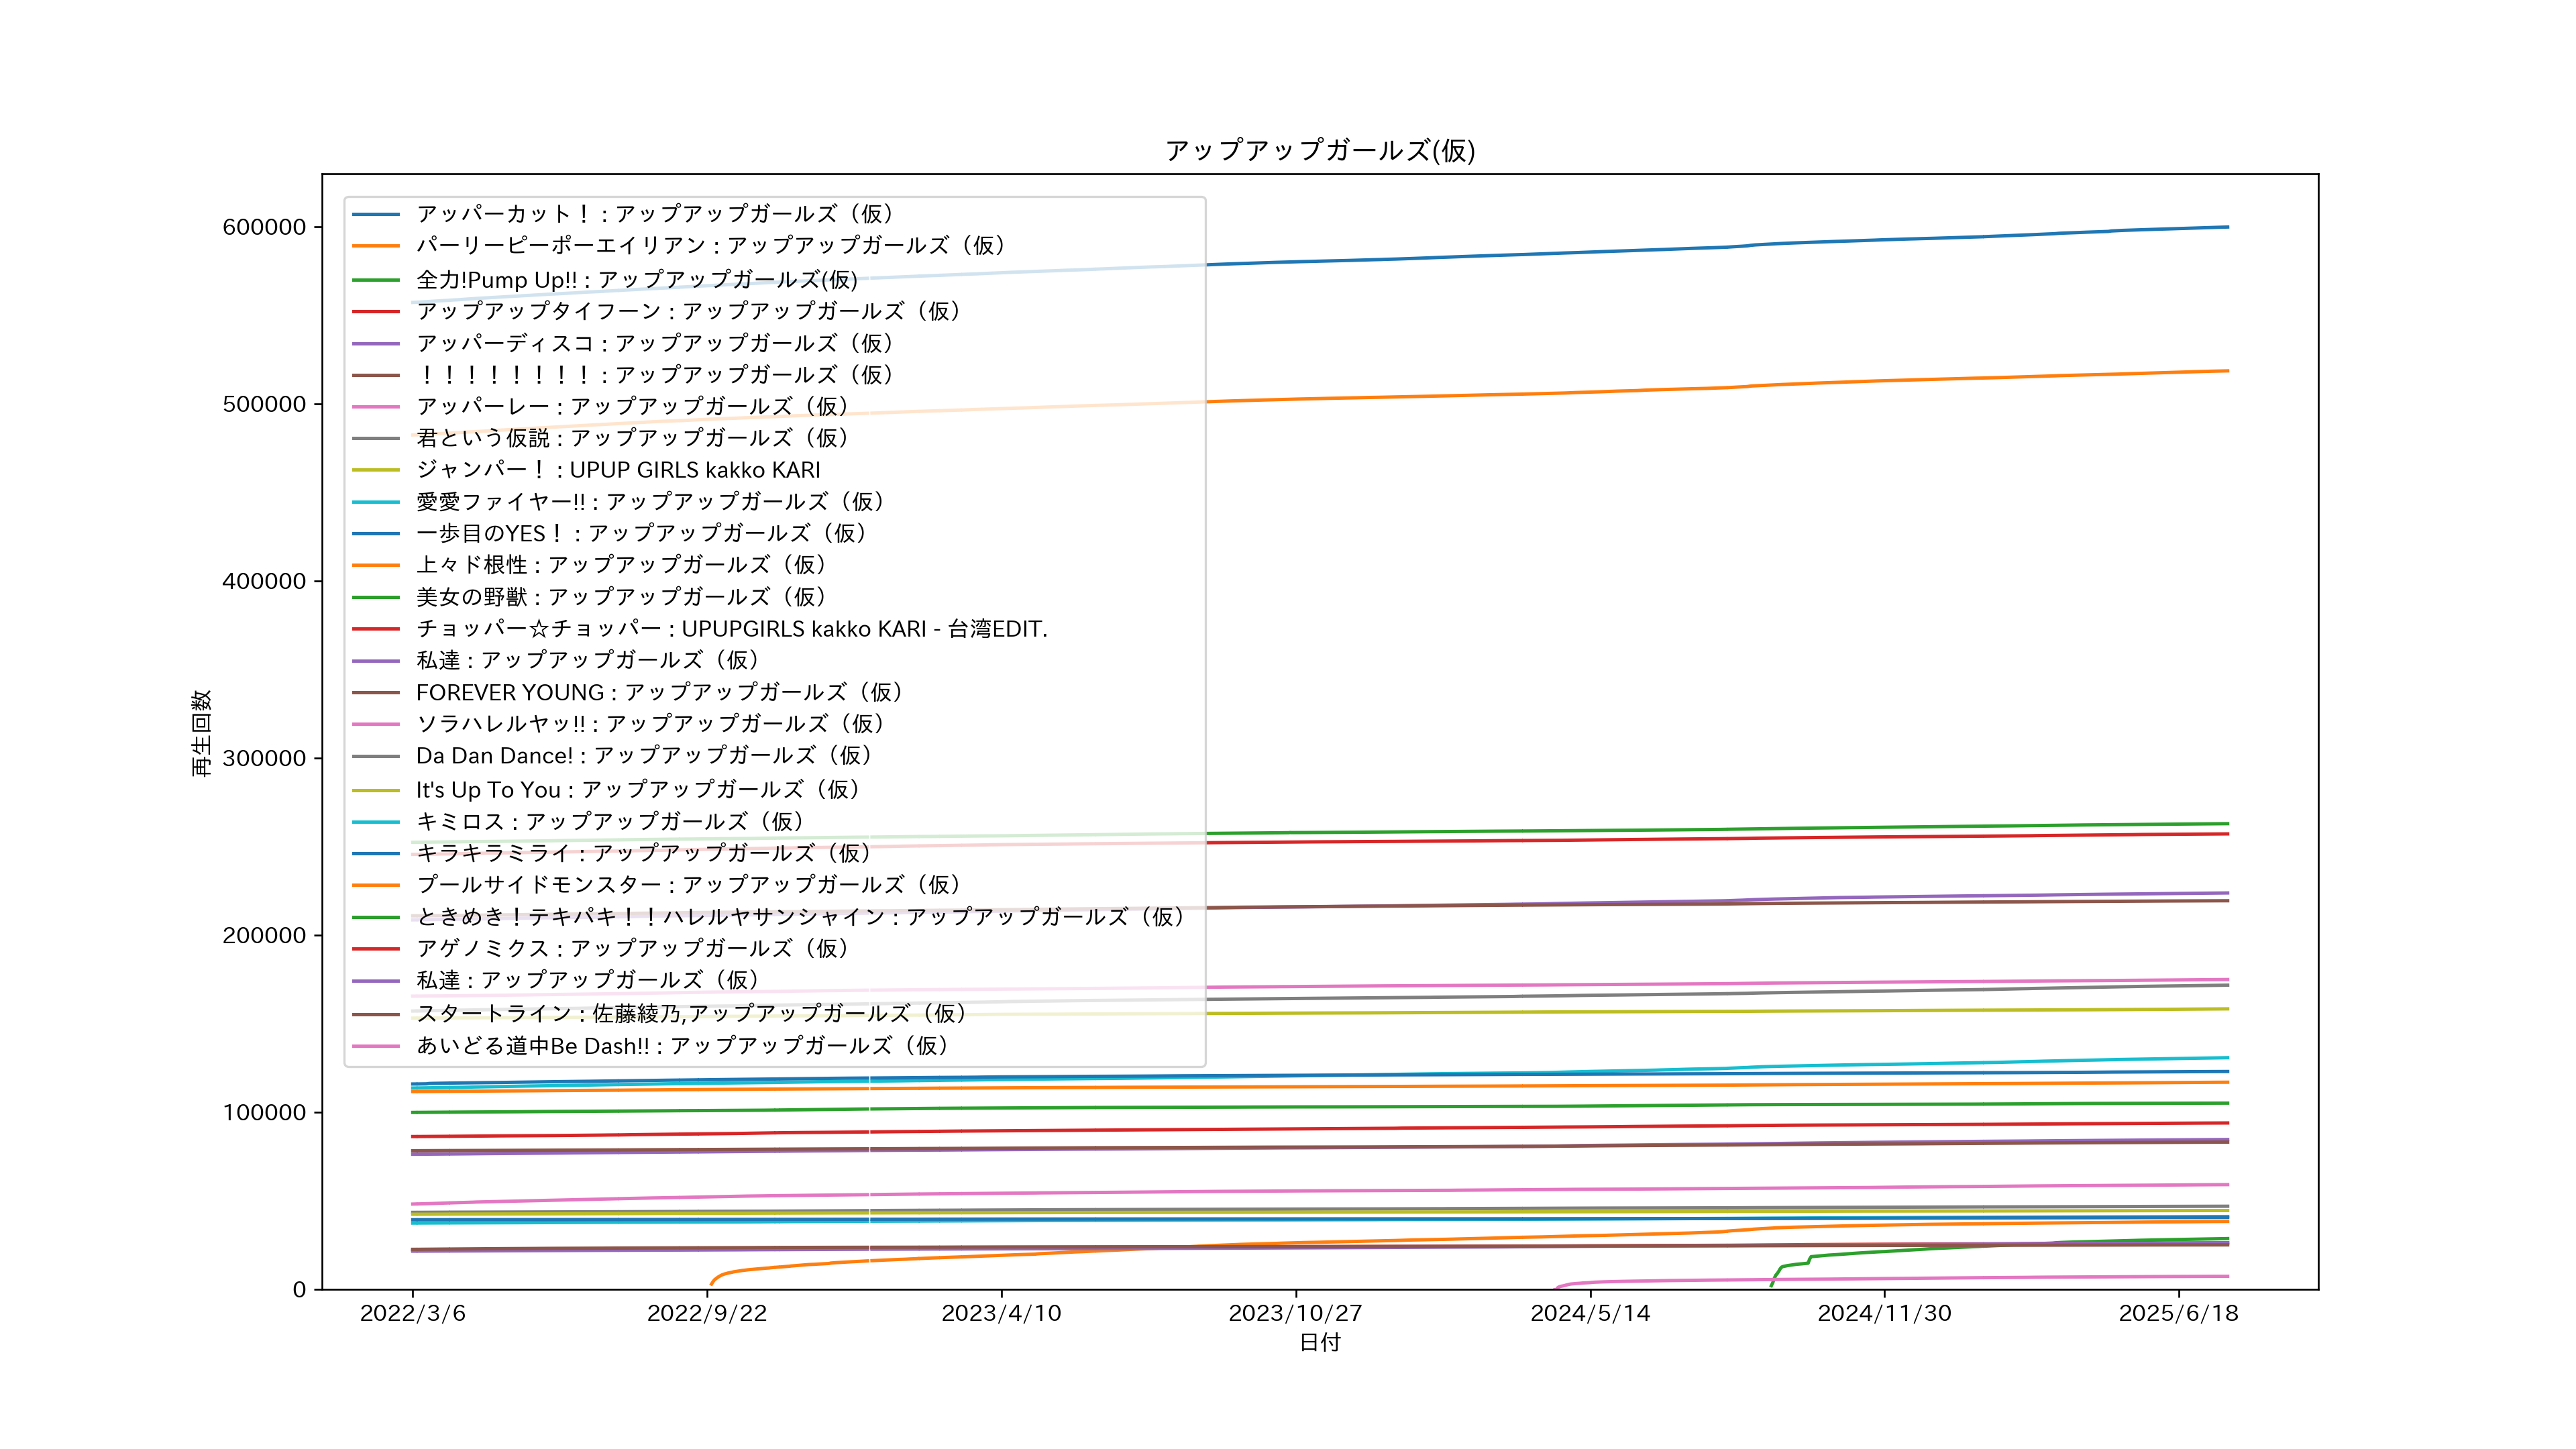 アップアップガールズ(仮)
600000
500000
400000
300000
200000
100000
0
再生回数
アッパーカット！ : アップアップガールズ（仮）
パーリーピーポーエイリアン : アップアップガールズ（仮）
全力!Pump Up!! : アップアップガールズ(仮)
アップアップタイフーン : アップアップガールズ（仮）
アッパーディスコ : アップアップガールズ（仮）
！！！！！！！！ : アップアップガールズ（仮）
アッパーレー : アップアップガールズ（仮）
君という仮説 : アップアップガールズ（仮）
ジャンパー！ : UPUP GIRLS kakko KARI
愛愛ファイヤー!! : アップアップガールズ（仮）
一歩目のYES！ : アップアップガールズ（仮）
上々ド根性 : アップアップガールズ（仮）
美女の野獣 : アップアップガールズ（仮）
チョッパー☆チョッパー : UPUPGIRLS kakko KARI - 台湾EDIT.
私達 : アップアップガールズ（仮）
FOREVER YOUNG : アップアップガールズ（仮）
ソラハレルヤッ!! : アップアップガールズ（仮）
Da Dan Dance! : アップアップガールズ（仮）
It's Up To You : アップアップガールズ（仮）
キミロス : アップアップガールズ（仮）
キラキラミライ : アップアップガールズ（仮）
プールサイドモンスター : アップアップガールズ（仮）
ときめき！テキパキ！！ハレルヤサンシャイン : アップアップガールズ（仮）
アゲノミクス : アップアップガールズ（仮）
私達 : アップアップガールズ（仮）
スタートライン : 佐藤綾乃,アップアップガールズ（仮）
あいどる道中Be Dash!! : アップアップガールズ（仮）
2022/3/6
2022/9/22
2023/4/10
2023/10/27
2024/5/14
2024/11/30
2025/6/18
日付